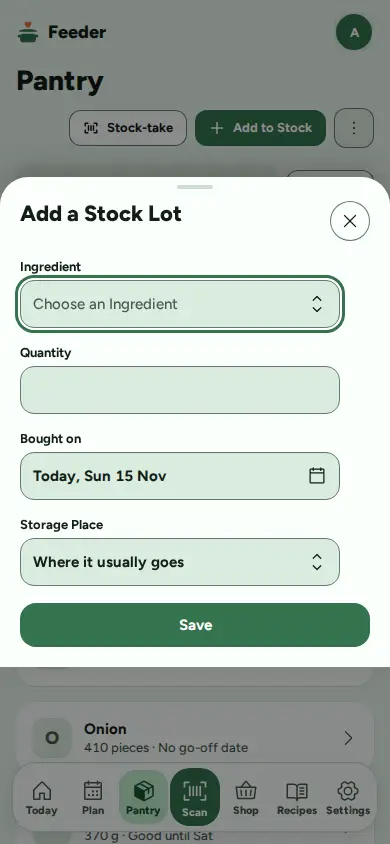 Feeder
A
Pantry
Stock-take
Add to Stock
Add a Stock Lot
Ingredient
Choose an Ingredient
Quantity
Bought on
Today, Sun 15 Nov
Storage Place
Where it usually goes
Save
O
Onion
410 pieces · No go-off date
Today
Plan
Pantry
Scan
Shop
Recipes
Settings
370 g · Good until Sat